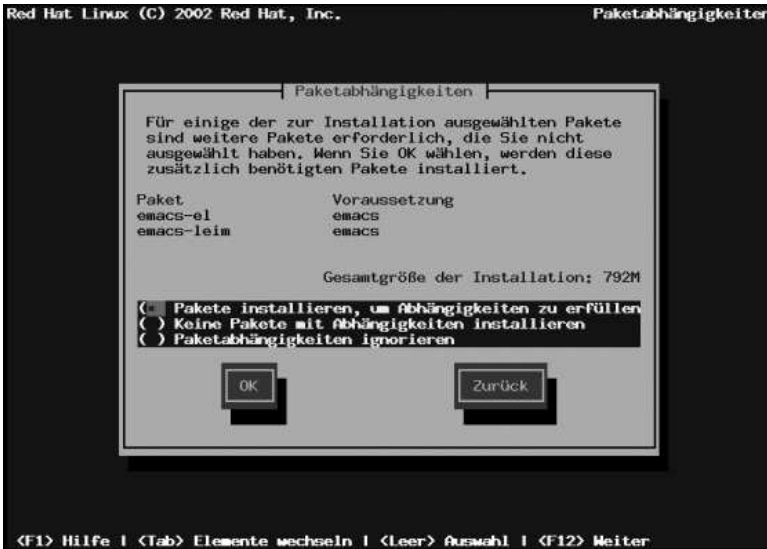 Red Hat Linux (C) 2002 Red Hat, Inc. Paketabhängigkeiten
Paketabhängigkeiten
Für einige der zur Installation ausgewählten Pakete
sind weitere Pakete erforderlich, die Sie nicht
ausgewählt haben. Wenn Sie OK wählen, werden diese
zusätzlich benötigten Pakete installiert.
Paket Voraussetzung
emacs-el emacs
emacs-leim emacs
Gesamtgröße der Installation: 792M
(*) Pakete installieren, um Abhängigkeiten zu erfüllen
( ) Keine Pakete mit Abhängigkeiten installieren
( ) Paketabhängigkeiten ignorieren
OK Zurück
<F1> Hilfe | <Tab> Elemente wechseln | <Leer> Auswahl | <F12> Weiter